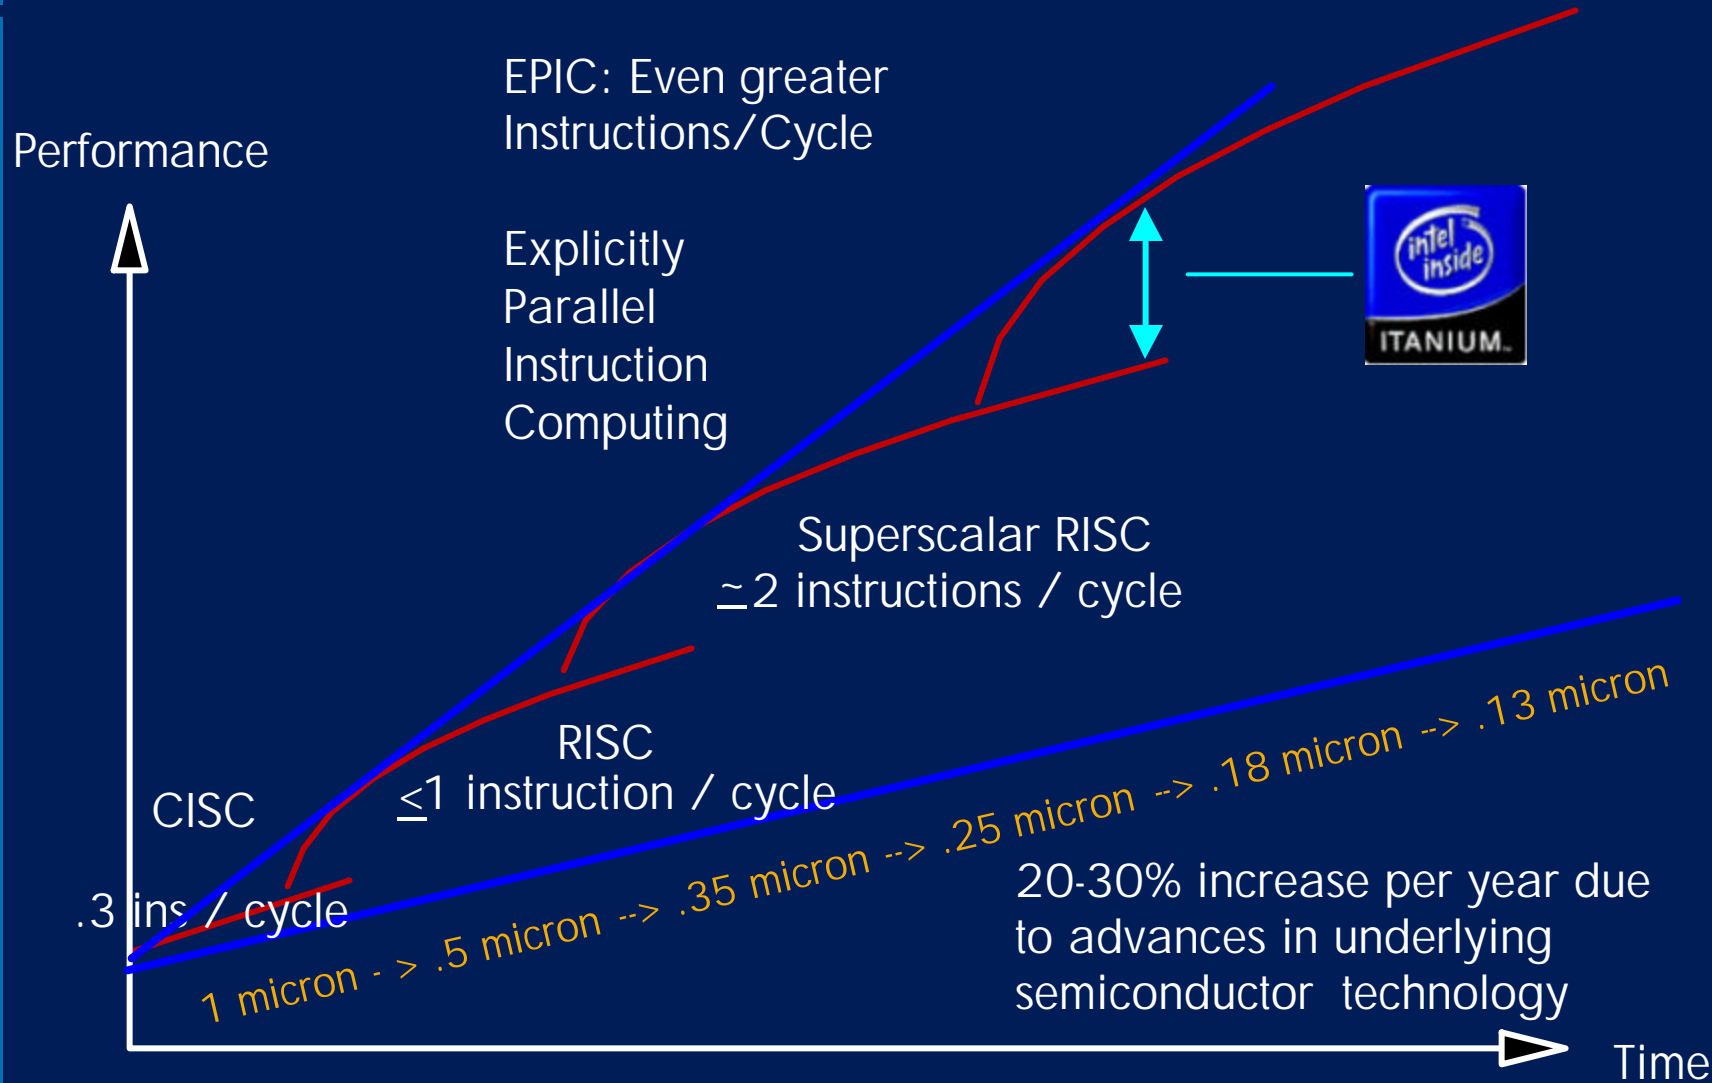 EPIC: Even greater
Instructions/Cycle
Performance
Explicitly
Parallel
Instruction
Computing
intel
inside
ITANIUM™
Superscalar RISC
~2 instructions / cycle
RISC
<1 instruction / cycle
CISC
.3 ins / cycle
1 micron - > .5 micron --> .35 micron --> .25 micron --> .18 micron --> .13 micron
20-30% increase per year due
to advances in underlying
semiconductor technology
Time